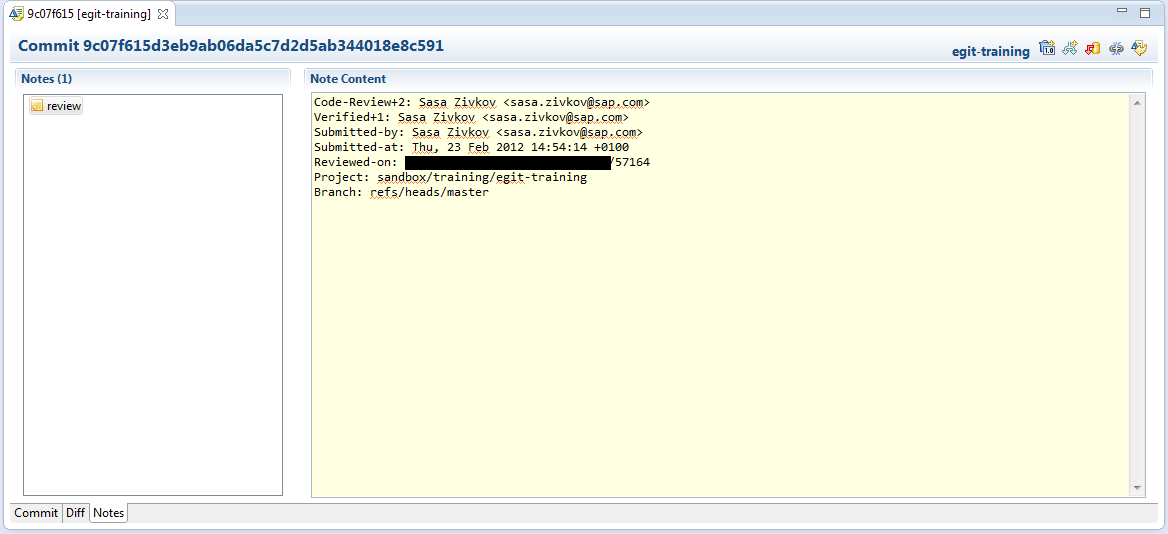 9c07f615 [egit-training]
Commit 9c07f615d3eb9ab06da5c7d2d5ab344018e8c591
egit-training
1.0
Notes (1)
review
Note Content
Code-Review+2: Sasa Zivkov <sasa.zivkov@sap.com>
Verified+1: Sasa Zivkov <sasa.zivkov@sap.com>
Submitted-by: Sasa Zivkov <sasa.zivkov@sap.com>
Submitted-at: Thu, 23 Feb 2012 14:54:14 +0100
Reviewed-on: /57164
Project: sandbox/training/egit-training
Branch: refs/heads/master
Commit Diff Notes